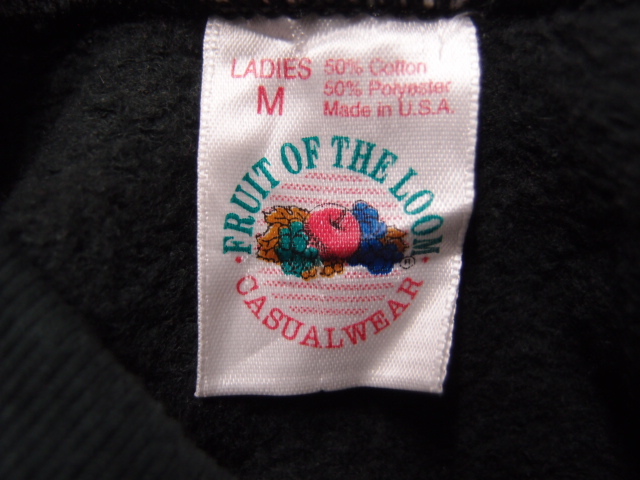 LADIES
M
50% Cotton
50% Polyester
Made in U.S.A.
FRUIT OF THE LOOM
®
CASUALWEAR